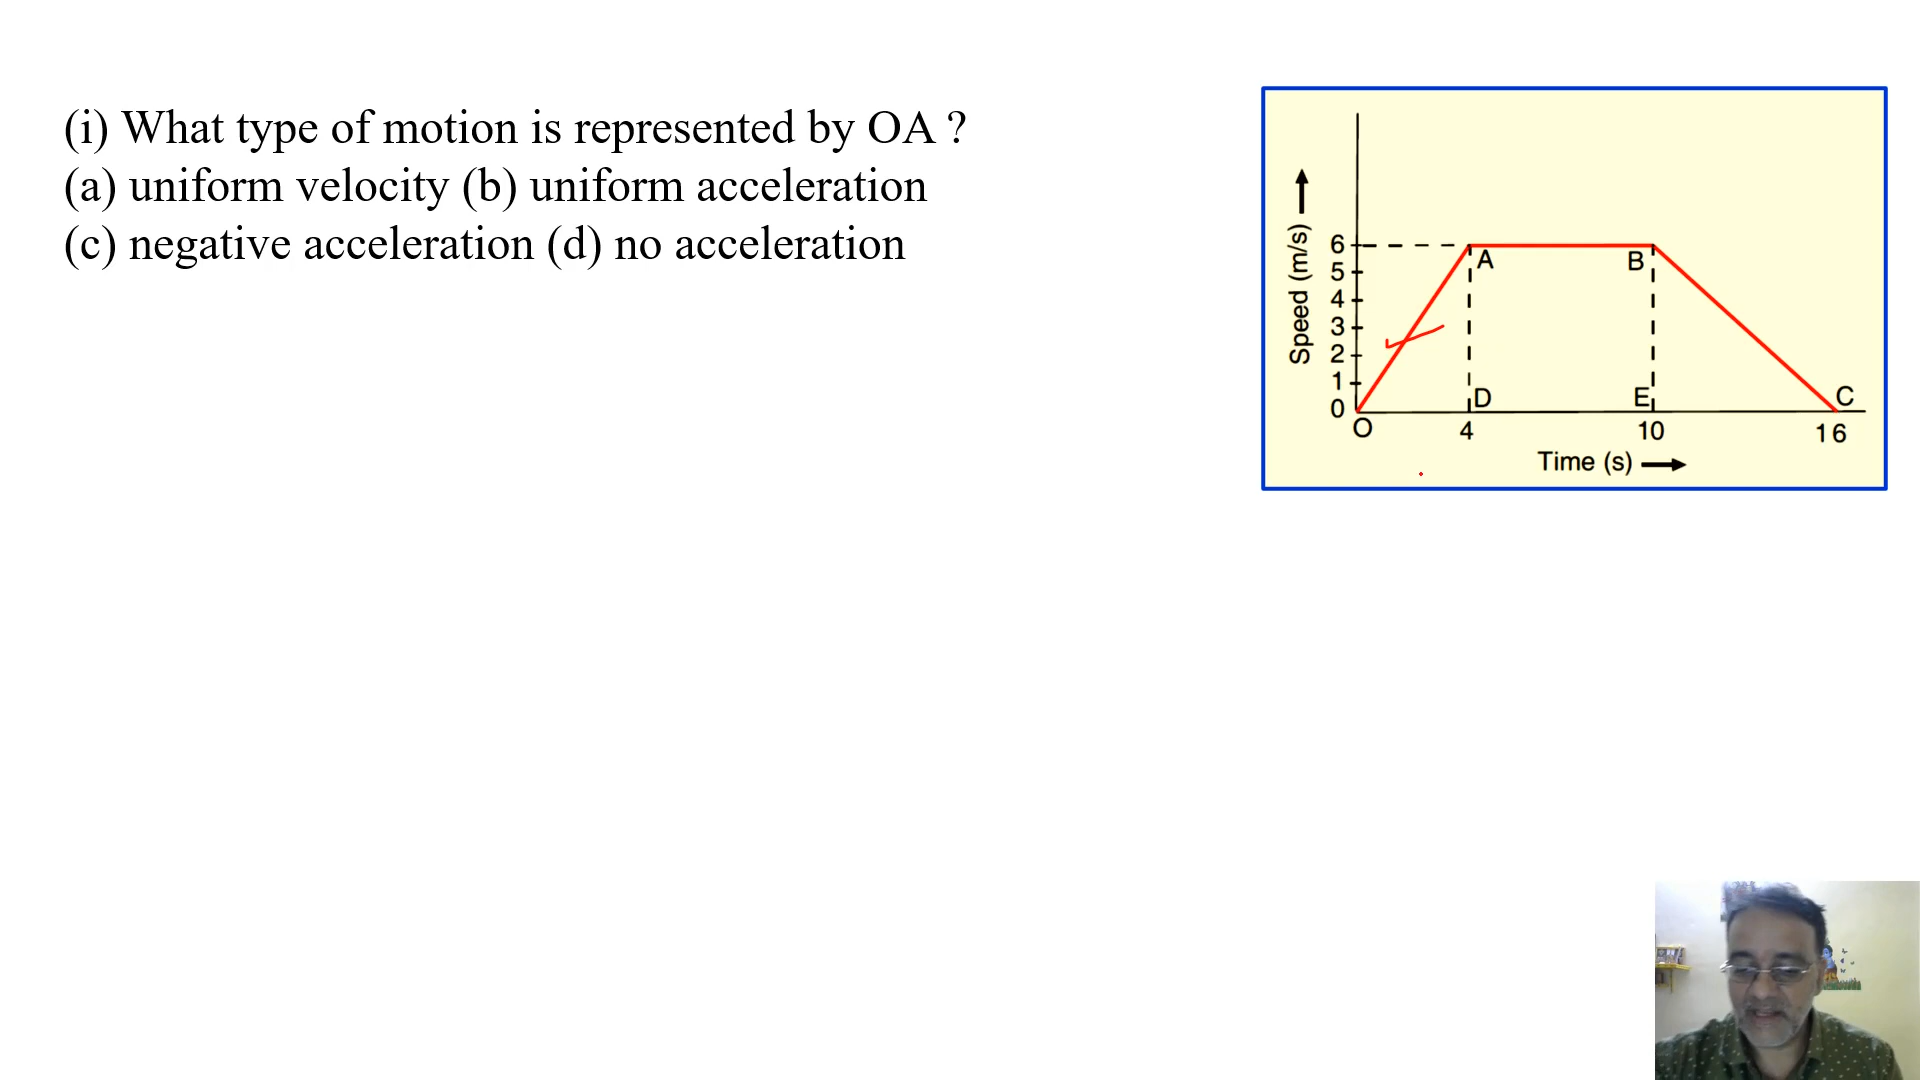 (i) What type of motion is represented by OA ?
(a) uniform velocity (b) uniform acceleration
(c) negative acceleration (d) no acceleration
Speed (m/s)
6
5
4
3
2
1
0
A
B
D
E
C
O
4
10
16
Time (s)